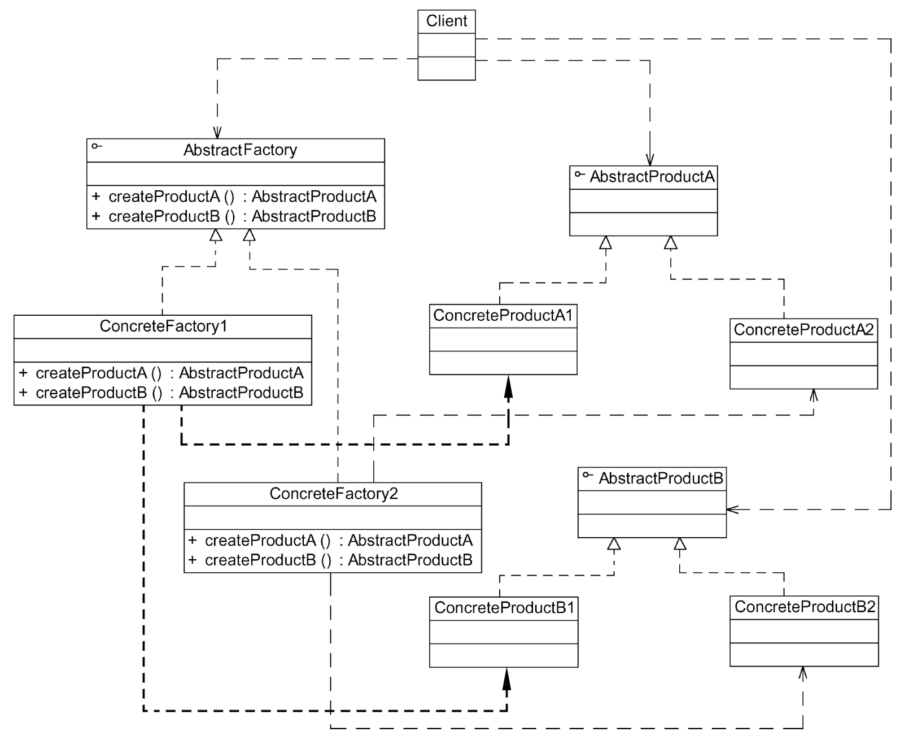 Client
AbstractFactory
+ createProductA () : AbstractProductA
+ createProductB () : AbstractProductB
AbstractProductA
ConcreteFactory1
+ createProductA () : AbstractProductA
+ createProductB () : AbstractProductB
ConcreteProductA1
ConcreteProductA2
ConcreteFactory2
+ createProductA () : AbstractProductA
+ createProductB () : AbstractProductB
AbstractProductB
ConcreteProductB1
ConcreteProductB2